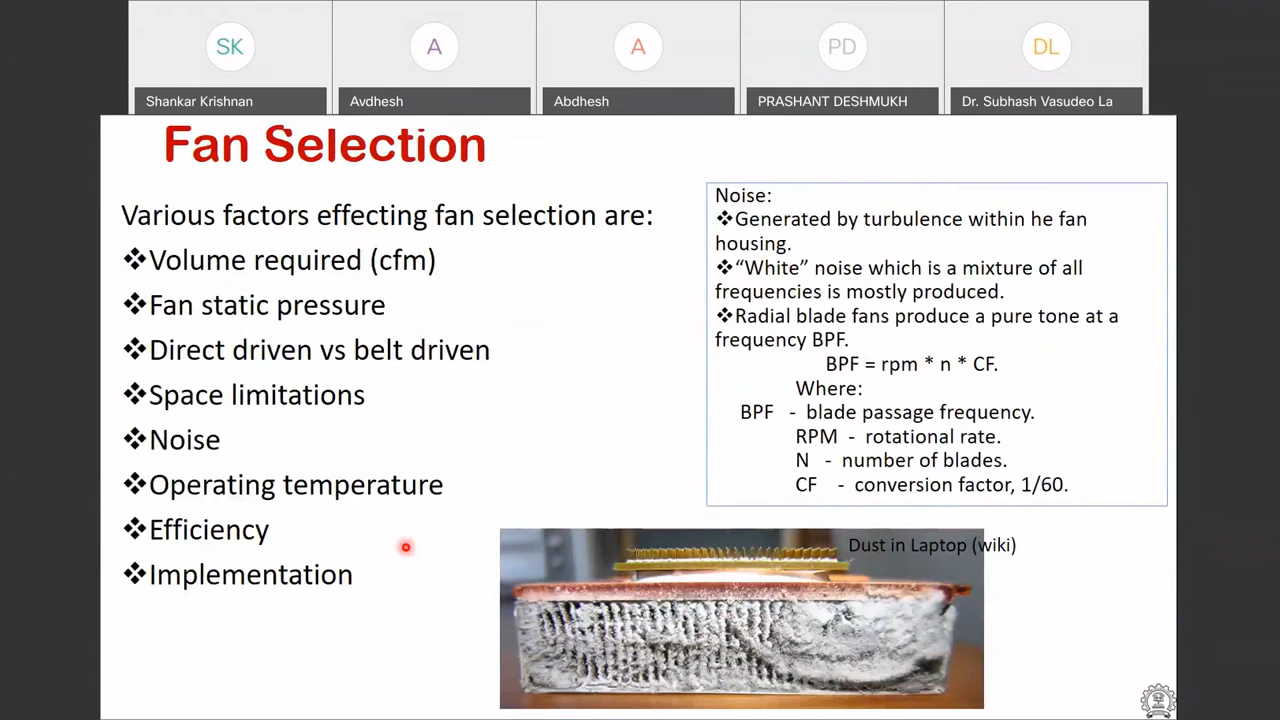 SK
A
A
PD
DL
Shankar Krishnan
Avdhesh
Abdhesh
PRASHANT DESHMUKH
Dr. Subhash Vasudeo La
Fan Selection
Various factors effecting fan selection are:
❖Volume required (cfm)
❖Fan static pressure
❖Direct driven vs belt driven
❖Space limitations
❖Noise
❖Operating temperature
❖Efficiency
❖Implementation
Noise:
❖Generated by turbulence within he fan
housing.
❖“White” noise which is a mixture of all
frequencies is mostly produced.
❖Radial blade fans produce a pure tone at a
frequency BPF.
BPF = rpm * n * CF.
Where:
BPF - blade passage frequency.
RPM - rotational rate.
N - number of blades.
CF - conversion factor, 1/60.
Dust in Laptop (wiki)